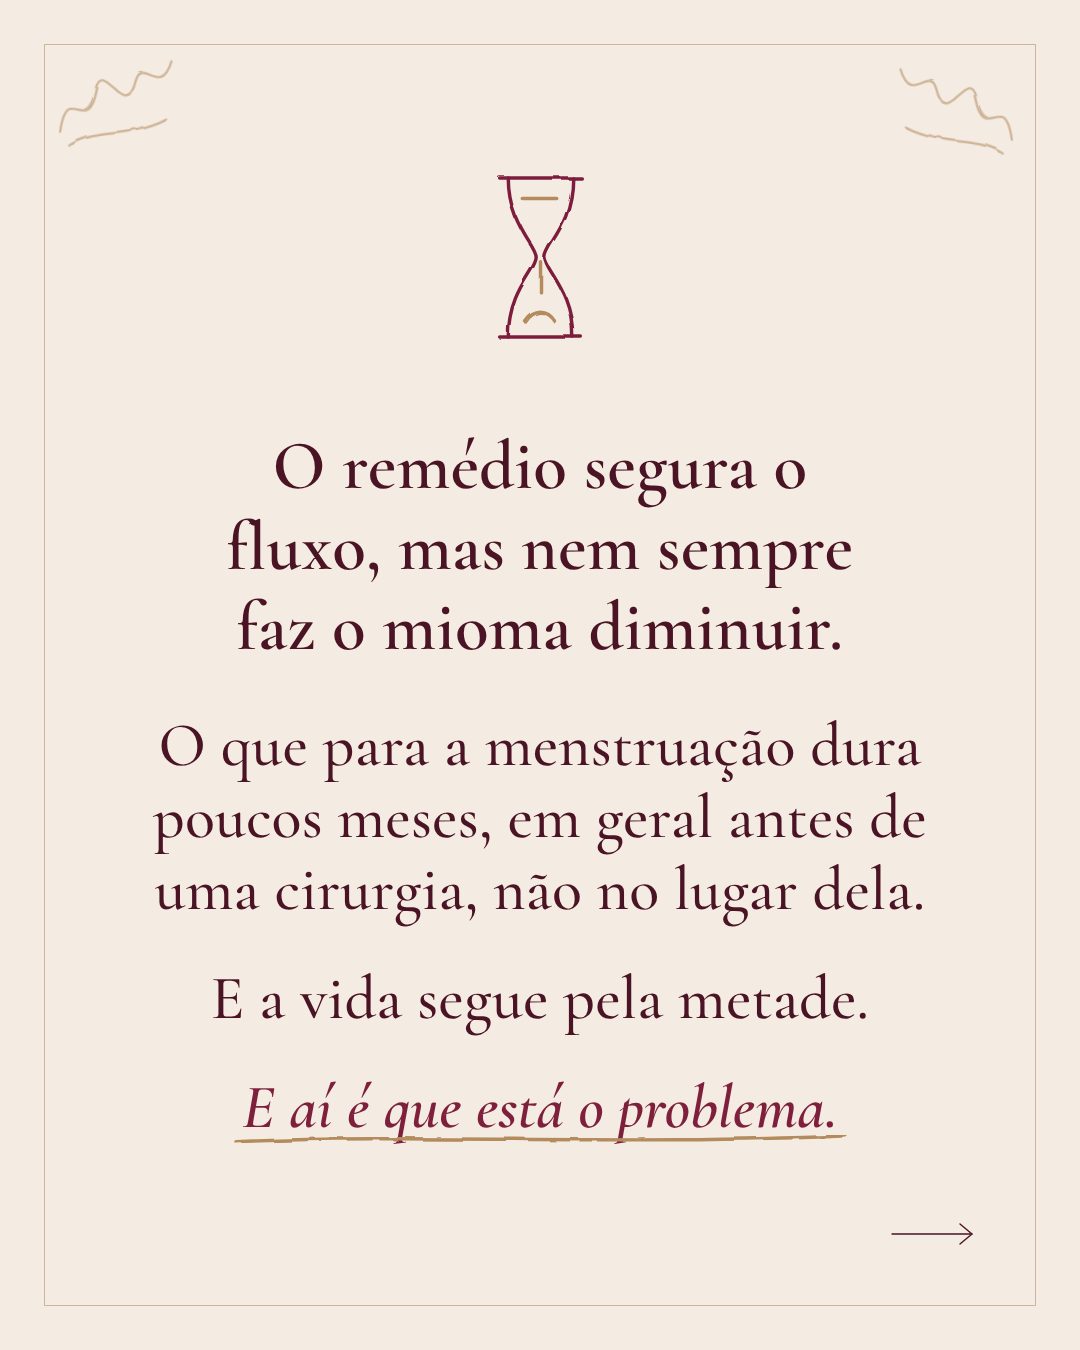 O remédio segura o
fluxo, mas nem sempre
faz o mioma diminuir.
O que para a menstruação dura
poucos meses, em geral antes de
uma cirurgia, não no lugar dela.
E a vida segue pela metade.
E aí é que está o problema.